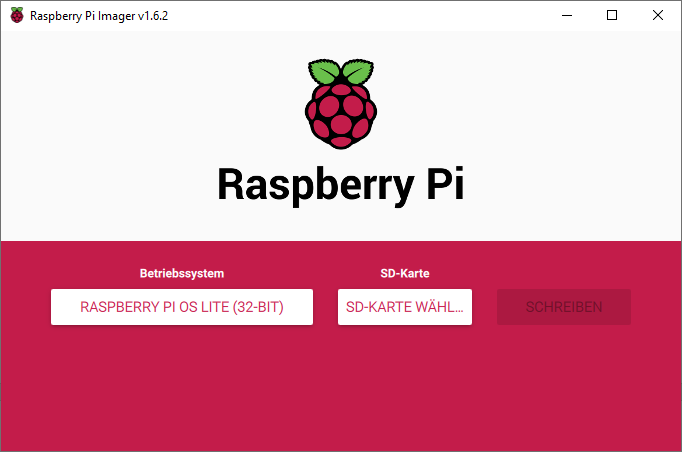 Raspberry Pi Imager v1.6.2
Raspberry Pi
Betriebssystem
SD-Karte
RASPBERRY PI OS LITE (32-BIT)
SD-KARTE WÄHL...
SCHREIBEN